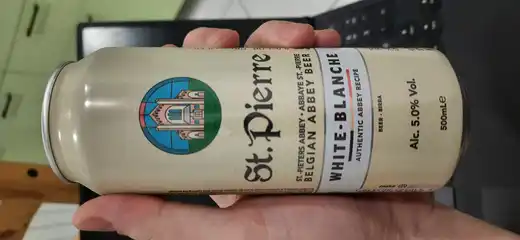 St.Pierre
ST.-PIETERS ABBEY • ABBAYE ST.-PIERRE
BELGIAN ABBEY BEER
WHITE-BLANCHE
AUTHENTIC ABBEY RECIPE
BEER - BIERA
Alc. 5.0% Vol.
500mLe